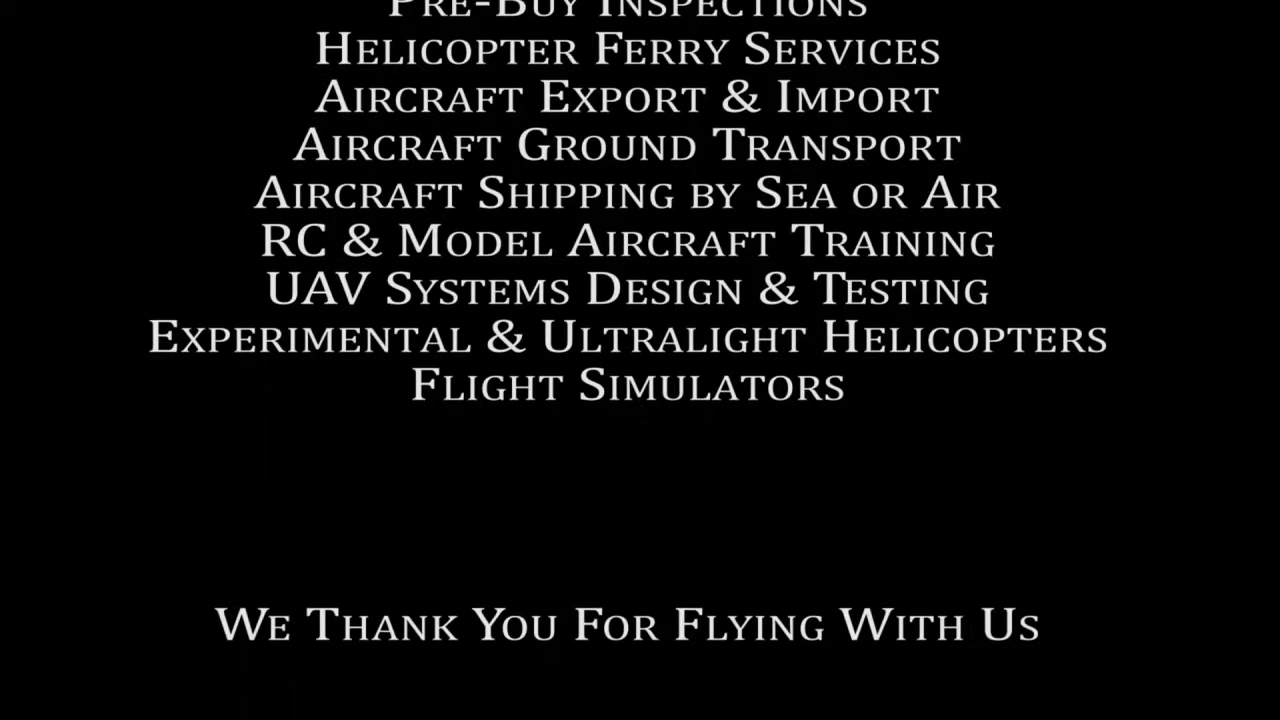 Pre-Buy Inspections
Helicopter Ferry Services
Aircraft Export & Import
Aircraft Ground Transport
Aircraft Shipping by Sea or Air
RC & Model Aircraft Training
UAV Systems Design & Testing
Experimental & Ultralight Helicopters
Flight Simulators
We Thank You For Flying With Us